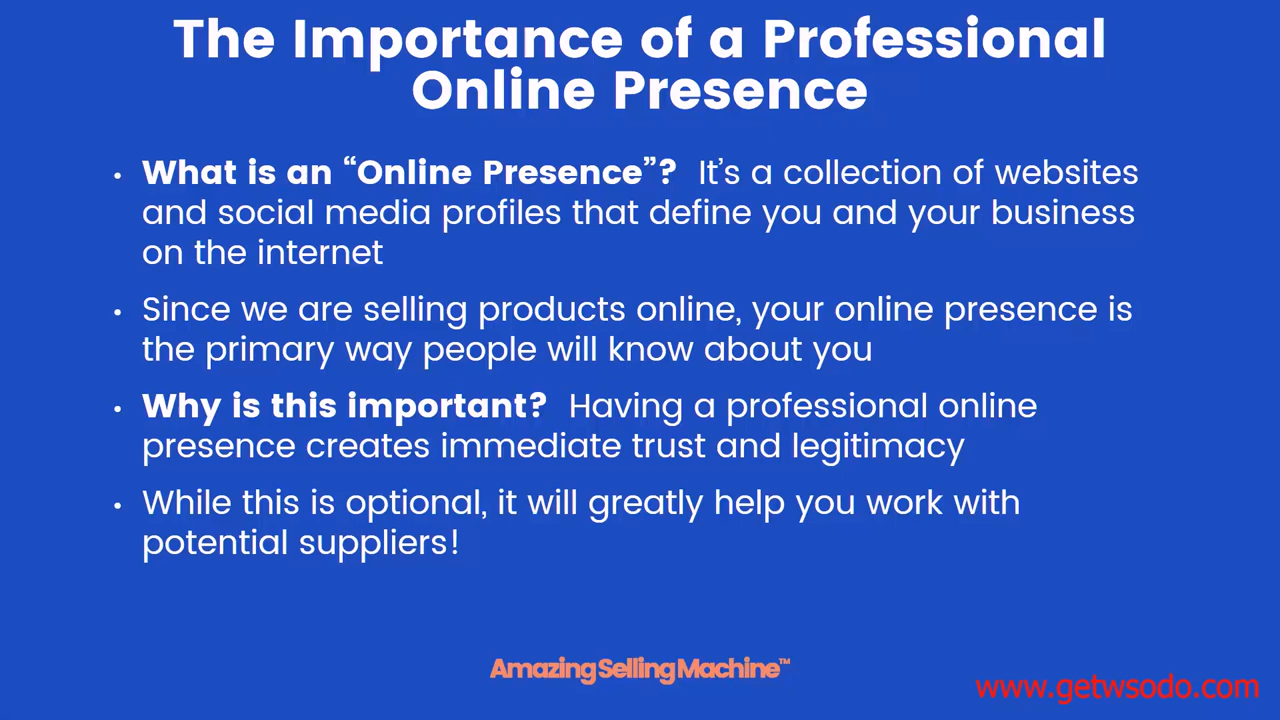 The Importance of a Professional
Online Presence
• What is an “Online Presence”? It’s a collection of websites
and social media profiles that define you and your business
on the internet
• Since we are selling products online, your online presence is
the primary way people will know about you
• Why is this important? Having a professional online
presence creates immediate trust and legitimacy
• While this is optional, it will greatly help you work with
potential suppliers!
Amazing Selling Machine™
www.getwsodo.com